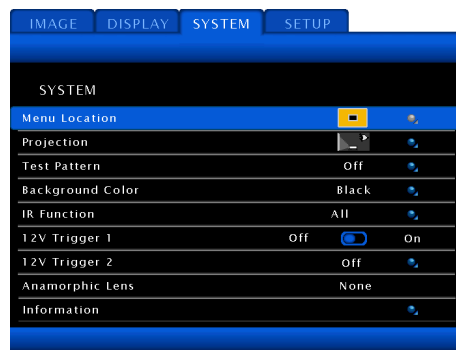 IMAGE DISPLAY SYSTEM SETUP
SYSTEM
Menu Location
Projection
Test Pattern Off
Background Color Black
IR Function All
12V Trigger 1 Off On
12V Trigger 2 Off
Anamorphic Lens None
Information